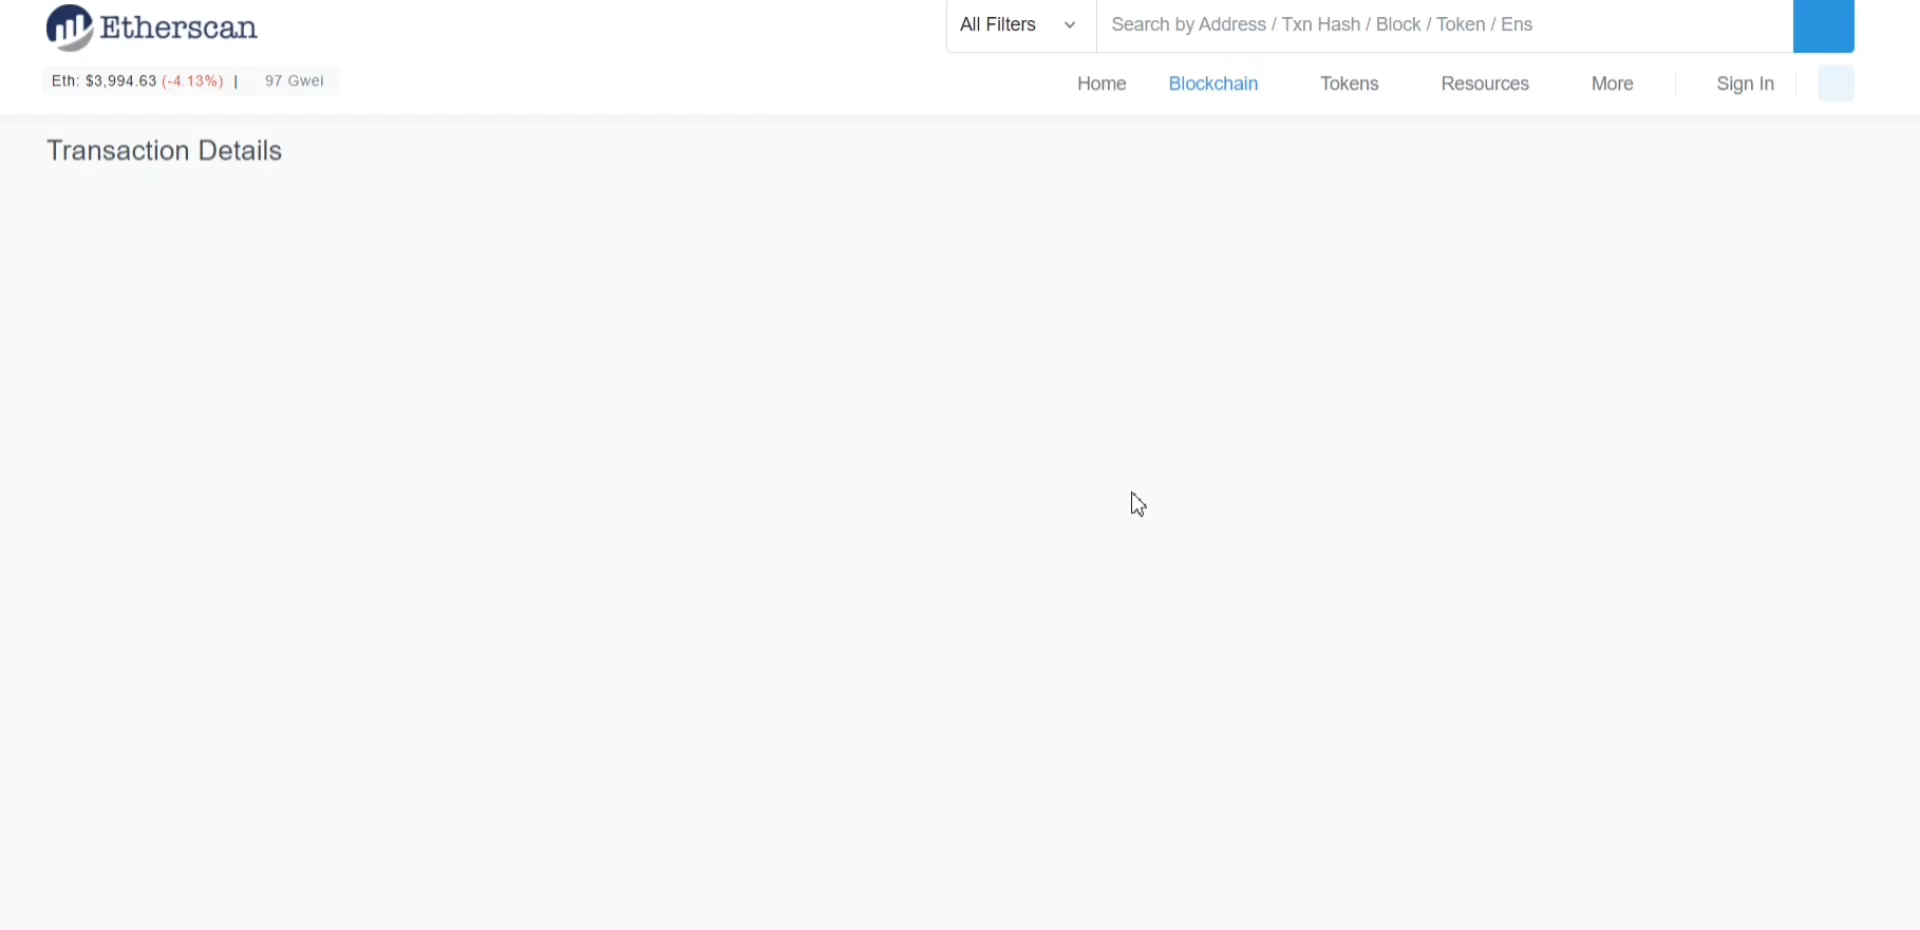 Etherscan
All Filters
Search by Address / Txn Hash / Block / Token / Ens
Eth: $3,994.63 (-4.13%) | 97 Gwei
Home Blockchain Tokens Resources More Sign In
Transaction Details